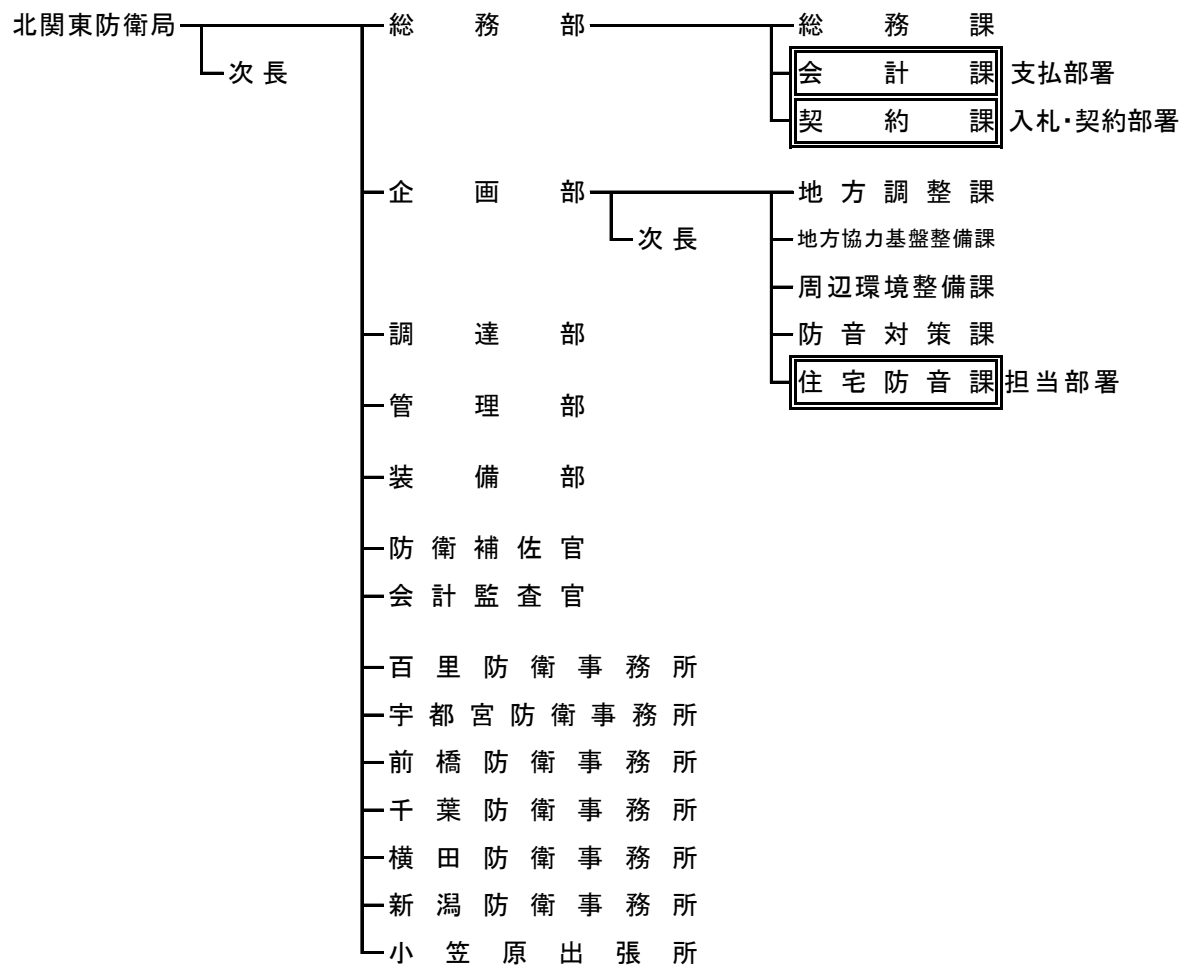 北関東防衛局 総務部 総務課
次長 会計課 支払部署
契約課 入札・契約部署
企画部 地方調整課
次長 地方協力基盤整備課
周辺環境整備課
調達部 防音対策課
住宅防音課 担当部署
管理部
装備部
防衛補佐官
会計監査官
百里防衛事務所
宇都宮防衛事務所
前橋防衛事務所
千葉防衛事務所
横田防衛事務所
新潟防衛事務所
小笠原出張所